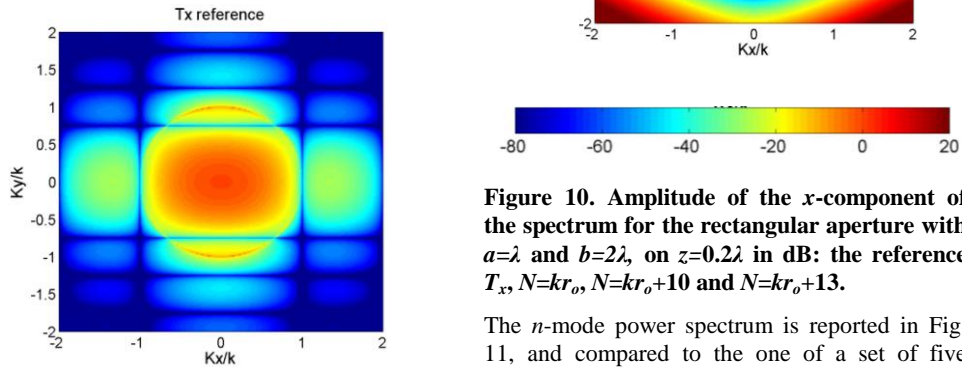 Tx reference
2
1.5
1
0.5
0
-0.5
-1
-1.5
-2
-2 -1 0 1 2
Ky/k
Kx/k
-2
-2 -1 0 1 2
Kx/k
-80 -60 -40 -20 0 20
Figure 10. Amplitude of the x-component of
the spectrum for the rectangular aperture with
a=λ and b=2λ, on z=0.2λ in dB: the reference
Tx, N=kro, N=kro+10 and N=kro+13.
The n-mode power spectrum is reported in Fig
11, and compared to the one of a set of five